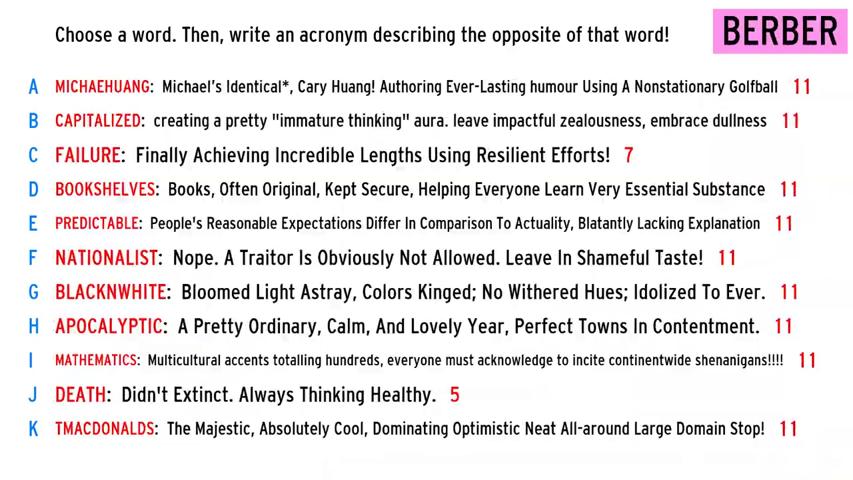 Choose a word. Then, write an acronym describing the opposite of that word!
BERBER
A MICHAEHUANG: Michael's Identical*, Cary Huang! Authoring Ever-Lasting humour Using A Nonstationary Golfball 11
B CAPITALIZED: creating a pretty "immature thinking" aura. leave impactful zealousness, embrace dullness 11
C FAILURE: Finally Achieving Incredible Lengths Using Resilient Efforts! 7
D BOOKSHELVES: Books, Often Original, Kept Secure, Helping Everyone Learn Very Essential Substance 11
E PREDICTABLE: People's Reasonable Expectations Differ In Comparison To Actuality, Blatantly Lacking Explanation 11
F NATIONALIST: Nope. A Traitor Is Obviously Not Allowed. Leave In Shameful Taste! 11
G BLACKNWHITE: Bloomed Light Astray, Colors Kinged; No Withered Hues; Idolized To Ever. 11
H APOCALYPTIC: A Pretty Ordinary, Calm, And Lovely Year, Perfect Towns In Contentment. 11
I MATHEMATICS: Multicultural accents totalling hundreds, everyone must acknowledge to incite continentwide shenanigans!!!! 11
J DEATH: Didn't Extinct. Always Thinking Healthy. 5
K TMACDONALDS: The Majestic, Absolutely Cool, Dominating Optimistic Neat All-around Large Domain Stop! 11